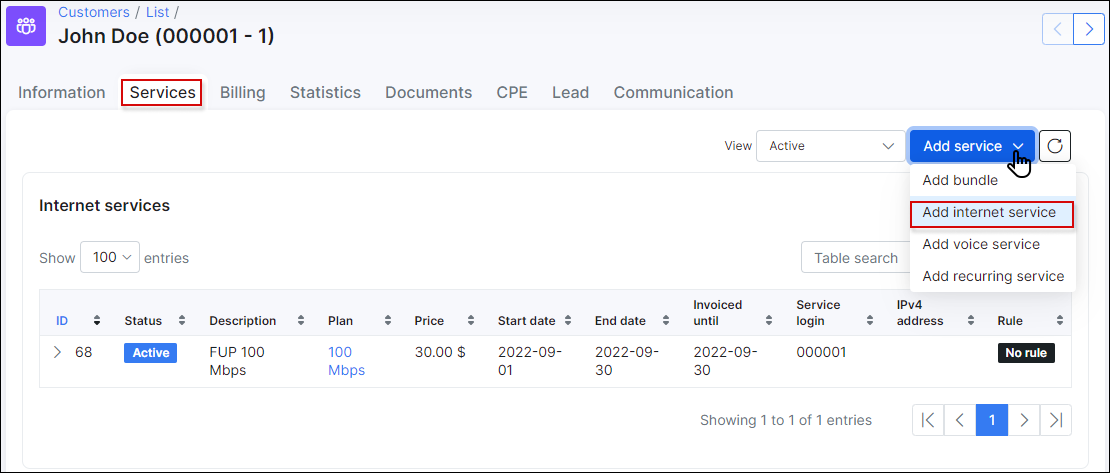 Customers / List /
John Doe (000001 - 1)
Information Services Billing Statistics Documents CPE Lead Communication
View Active Add service
Add bundle
Add internet service
Add voice service
Add recurring service
Internet services
Show 100 entries
Table search
ID Status Description Plan Price Start date End date Invoiced until Service login IPv4 address Rule
68 Active FUP 100 Mbps 100 Mbps 30.00 $ 2022-09-01 2022-09-30 2022-09-30 000001 No rule
Showing 1 to 1 of 1 entries
1